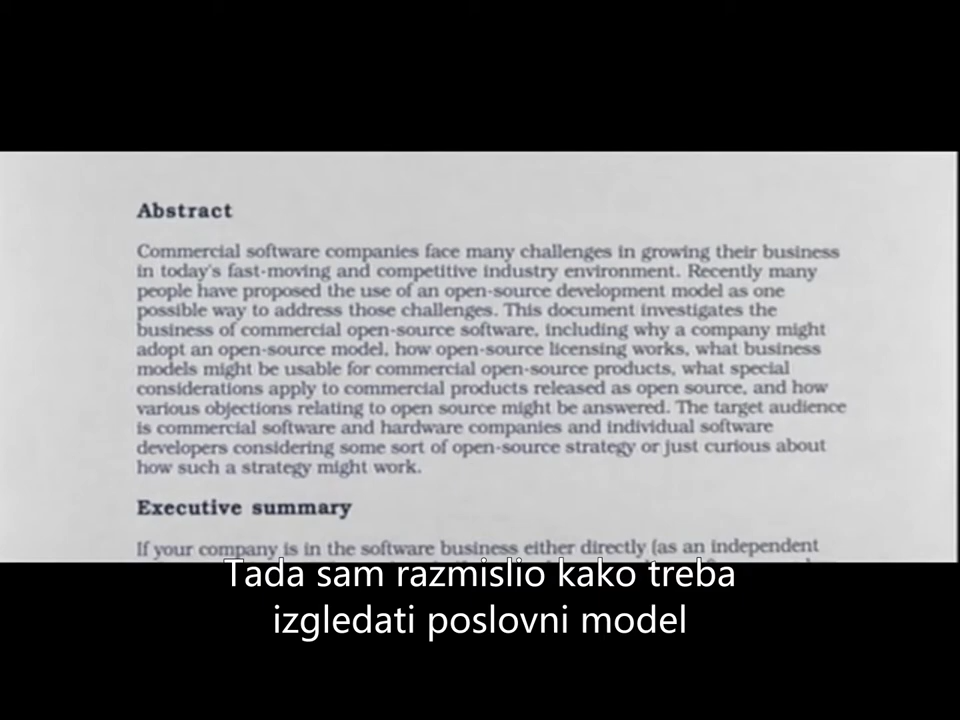 Abstract
Commercial software companies face many challenges in growing their business
in today's fast-moving and competitive industry environment. Recently many
people have proposed the use of an open-source development model as one
possible way to address those challenges. This document investigates the
business of commercial open-source software, including why a company might
adopt an open-source model, how open-source licensing works, what business
models might be usable for commercial open-source products, what special
considerations apply to commercial products released as open source, and how
various objections relating to open source might be answered. The target audience
is commercial software and hardware companies and individual software
developers considering some sort of open-source strategy or just curious about
how such a strategy might work.
Executive summary
If your company is in the software business either directly (as an independent
Tada sam razmislio kako treba
izgledati poslovni model